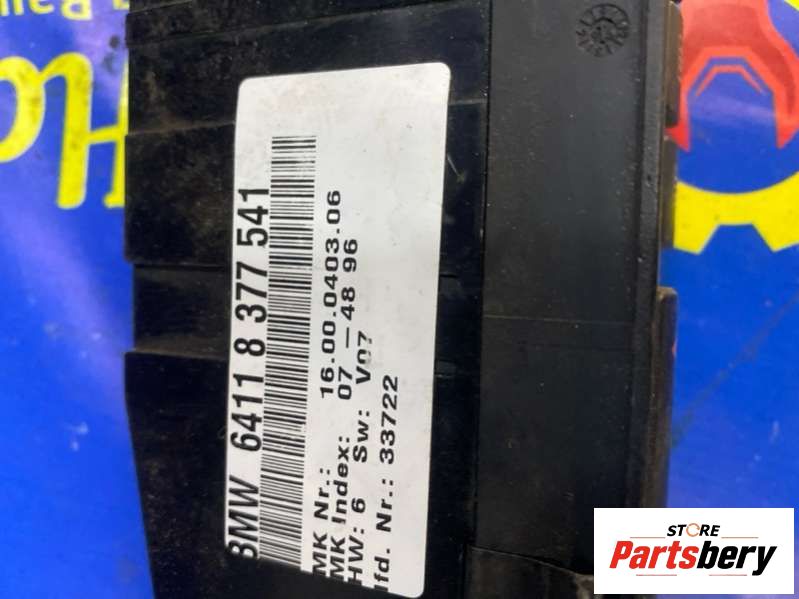 BMW 6411 8 377 541
MK Nr.: 16.00.0403.06
MK Index: 07 — 48 96
HW: 6 Sw: V07
lfd. Nr.: 33722
STORE
Partsbery